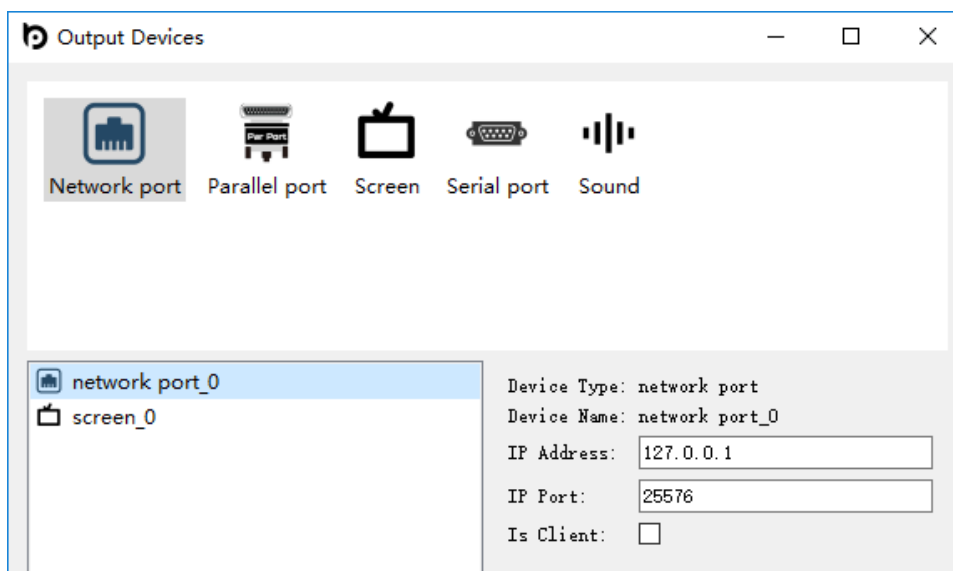 Output Devices
Par Port
Network port Parallel port Screen Serial port Sound
network port_0
screen_0
Device Type: network port
Device Name: network port_0
IP Address: 127.0.0.1
IP Port: 25576
Is Client: